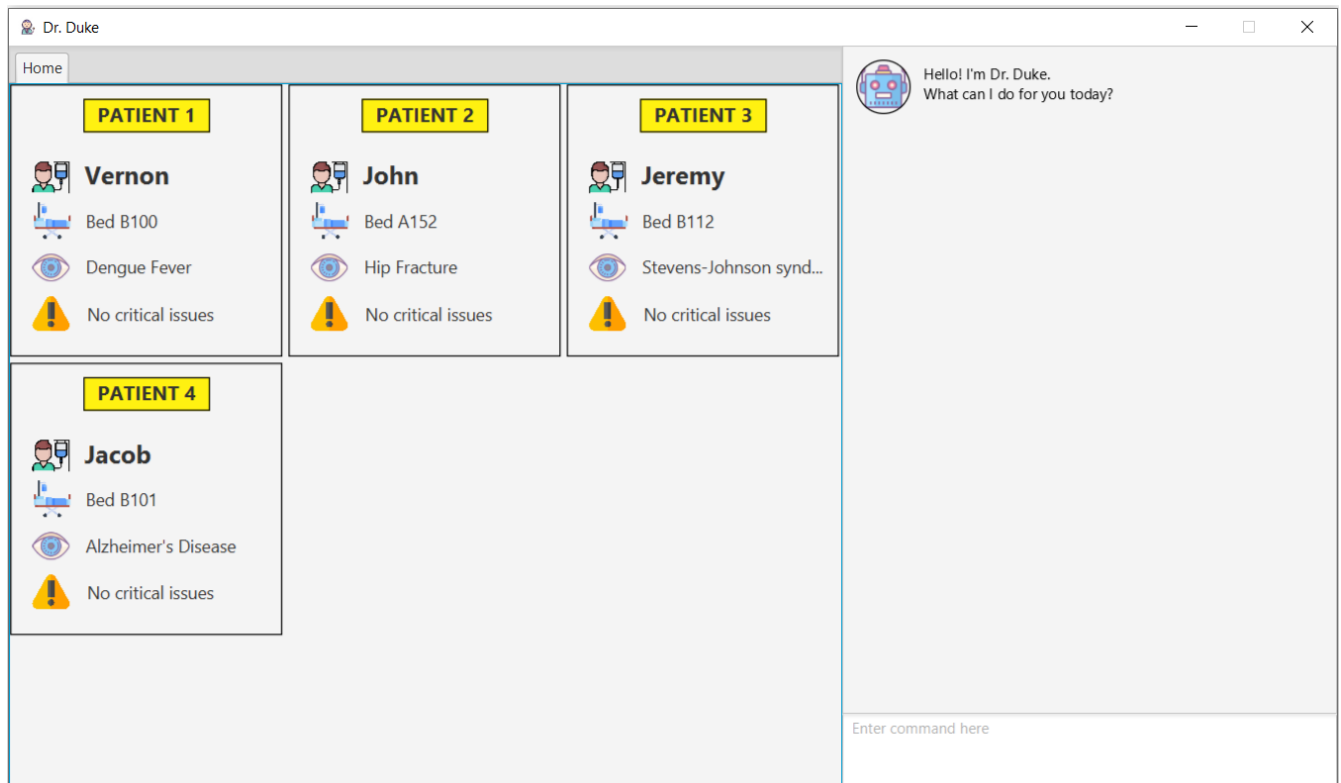 Dr. Duke
Home
PATIENT 1
Vernon
Bed B100
Dengue Fever
No critical issues
PATIENT 2
John
Bed A152
Hip Fracture
No critical issues
PATIENT 3
Jeremy
Bed B112
Stevens-Johnson synd...
No critical issues
PATIENT 4
Jacob
Bed B101
Alzheimer's Disease
No critical issues
Hello! I'm Dr. Duke.
What can I do for you today?
Enter command here